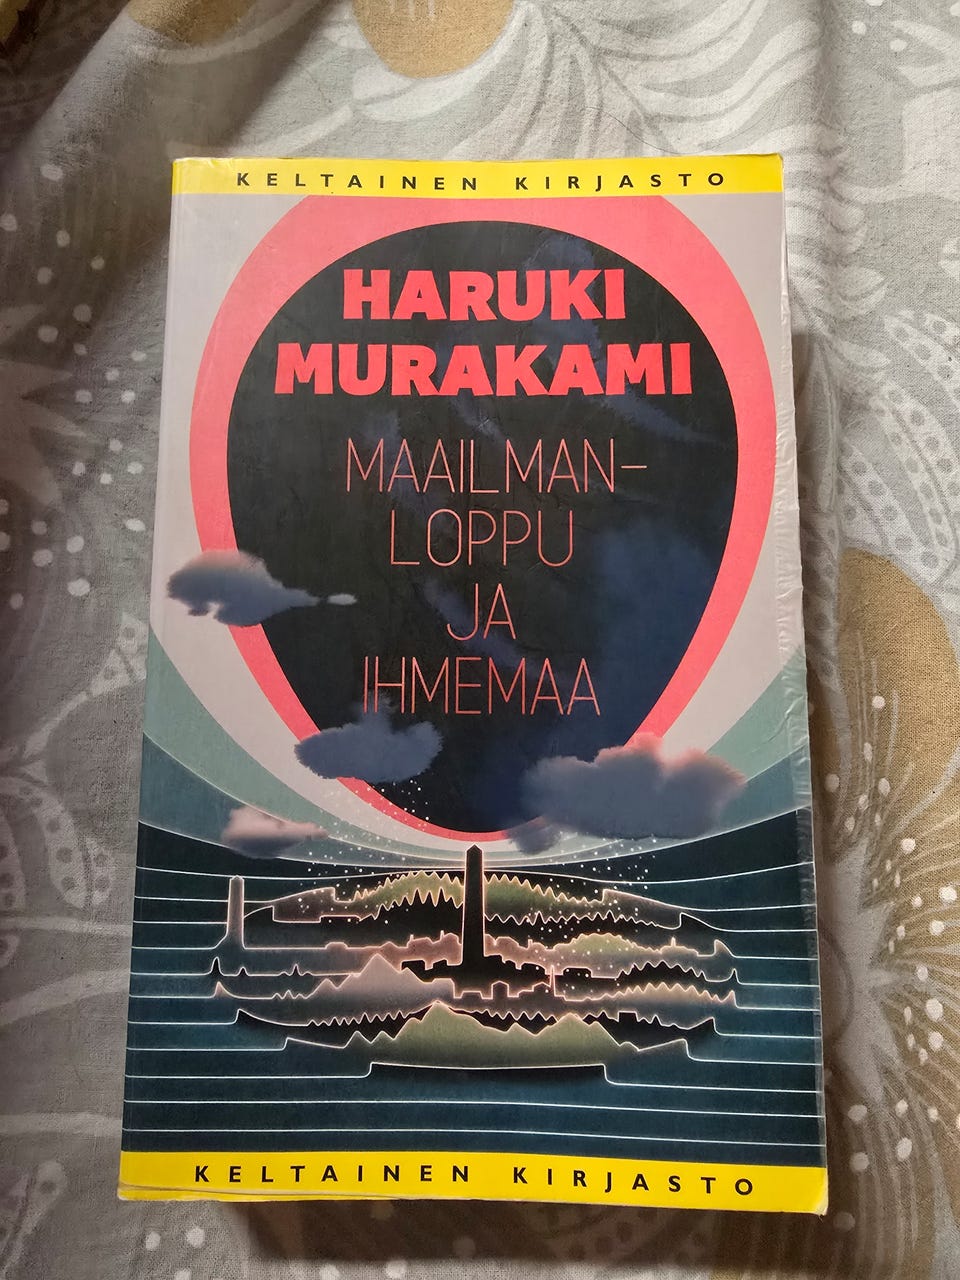 KELTAINEN KIRJASTO
HARUKI
MURAKAMI
MAAILMAN-
LOPPU
JA
IHMEMAA
KELTAINEN KIRJASTO